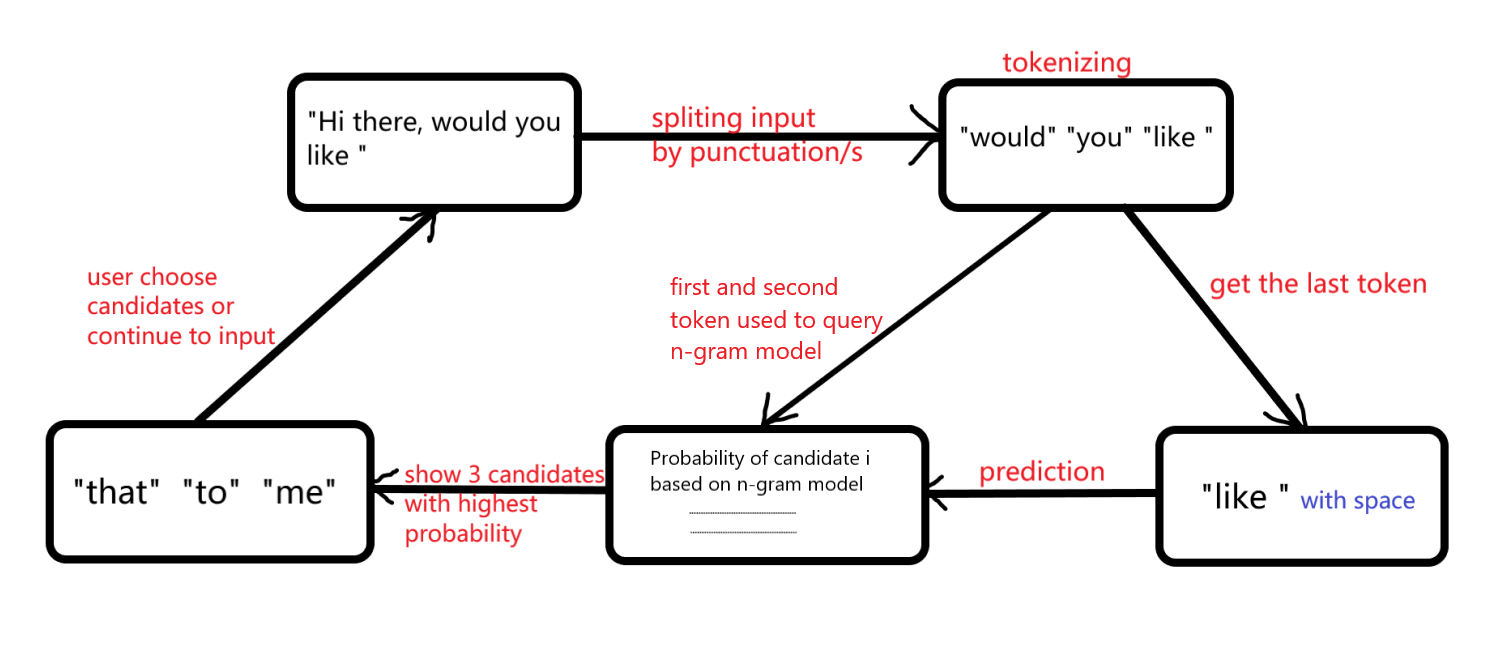 tokenizing
"Hi there, would you
like "
spliting input
by punctuation/s
"would" "you" "like "
user choose
candidates or
continue to input
first and second
token used to query
n-gram model
get the last token
"that" "to" "me"
show 3 candidates
with highest
probability
Probability of candidate i
based on n-gram model
prediction
"like " with space